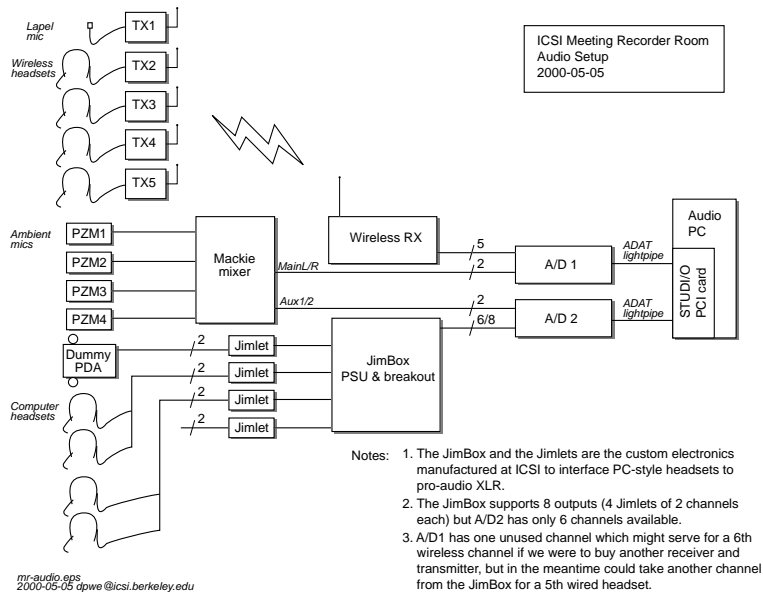 ICSI Meeting Recorder Room
Audio Setup
2000-05-05
Lapel
mic
TX1
Wireless
headsets
TX2
TX3
TX4
TX5
Ambient
mics
PZM1
PZM2
PZM3
PZM4
Mackie
mixer
Wireless RX
MainL/R
Aux1/2
5
2
2
6/8
A/D 1
A/D 2
ADAT
lightpipe
ADAT
lightpipe
Audio
PC
STUDI/O
PCI card
Dummy
PDA
2
Jimlet
2
Jimlet
2
Jimlet
2
Jimlet
JimBox
PSU & breakout
Computer
headsets
Notes: 1. The JimBox and the Jimlets are the custom electronics
manufactured at ICSI to interface PC-style headsets to
pro-audio XLR.
2. The JimBox supports 8 outputs (4 Jimlets of 2 channels
each) but A/D2 has only 6 channels available.
3. A/D1 has one unused channel which might serve for a 6th
wireless channel if we were to buy another receiver and
transmitter, but in the meantime could take another channel
from the JimBox for a 5th wired headset.
mr-audio.eps
2000-05-05 dpwe@icsi.berkeley.edu